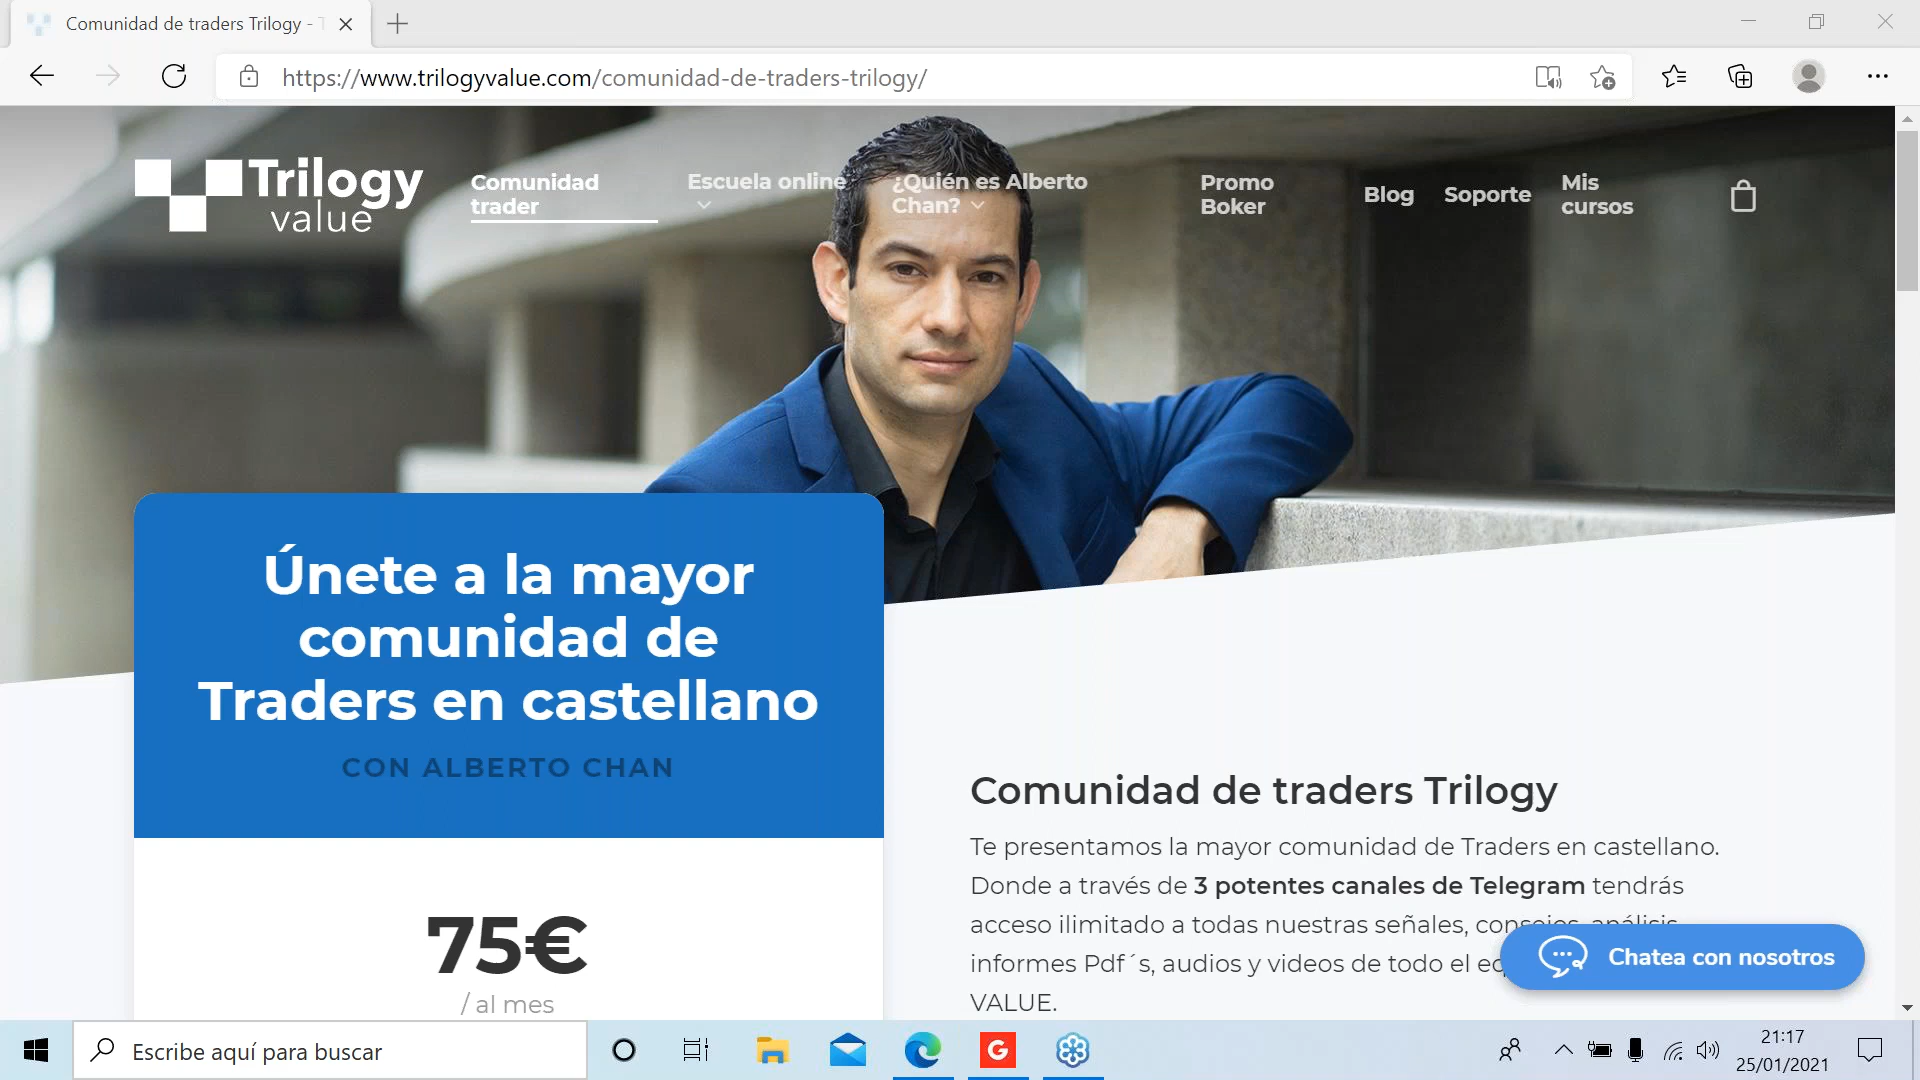 Comunidad de traders Trilogy -
https://www.trilogyvalue.com/comunidad-de-traders-trilogy/
Trilogy
value
Comunidad
trader
Escuela online
¿Quién es Alberto
Chan?
Promo
Boker
Blog
Soporte
Mis
cursos
Únete a la mayor
comunidad de
Traders en castellano
CON ALBERTO CHAN
75€
/ al mes
Comunidad de traders Trilogy
Te presentamos la mayor comunidad de Traders en castellano.
Donde a través de 3 potentes canales de Telegram tendrás
acceso ilimitado a todas nuestras señales, consejos, análisis,
informes Pdf´s, audios y videos de todo el
VALUE.
Chatea con nosotros
Escribe aquí para buscar
21:17
25/01/2021